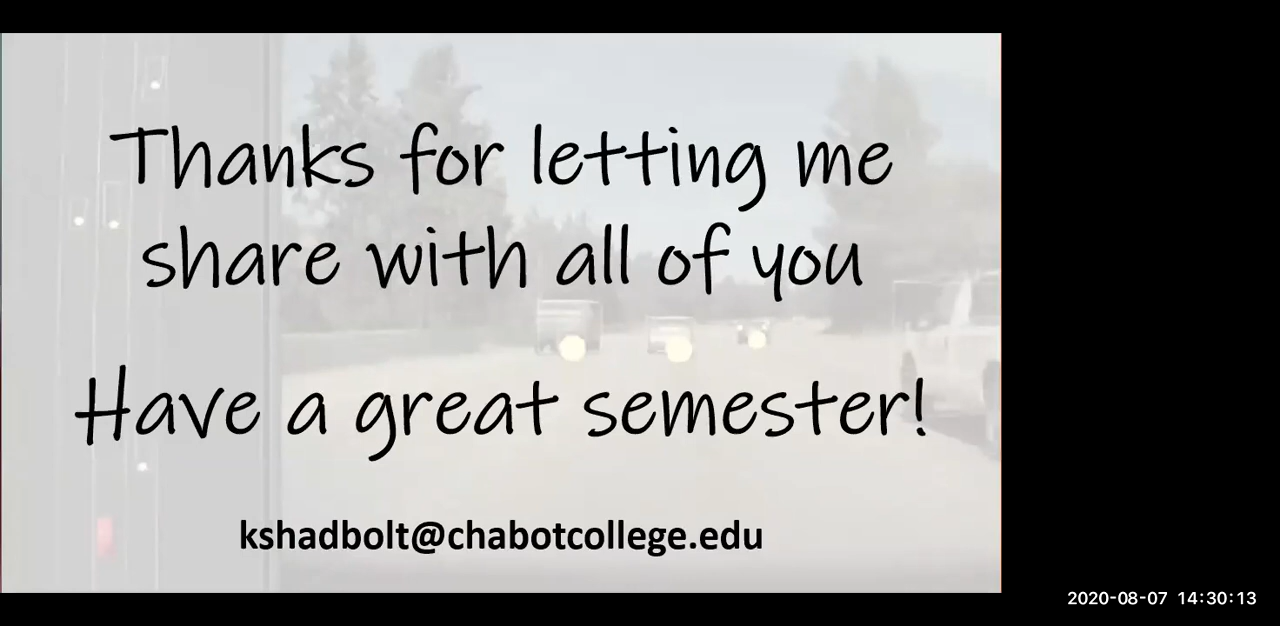 Thanks for letting me
share with all of you
Have a great semester!
kshadbolt@chabotcollege.edu
2020-08-07 14:30:13